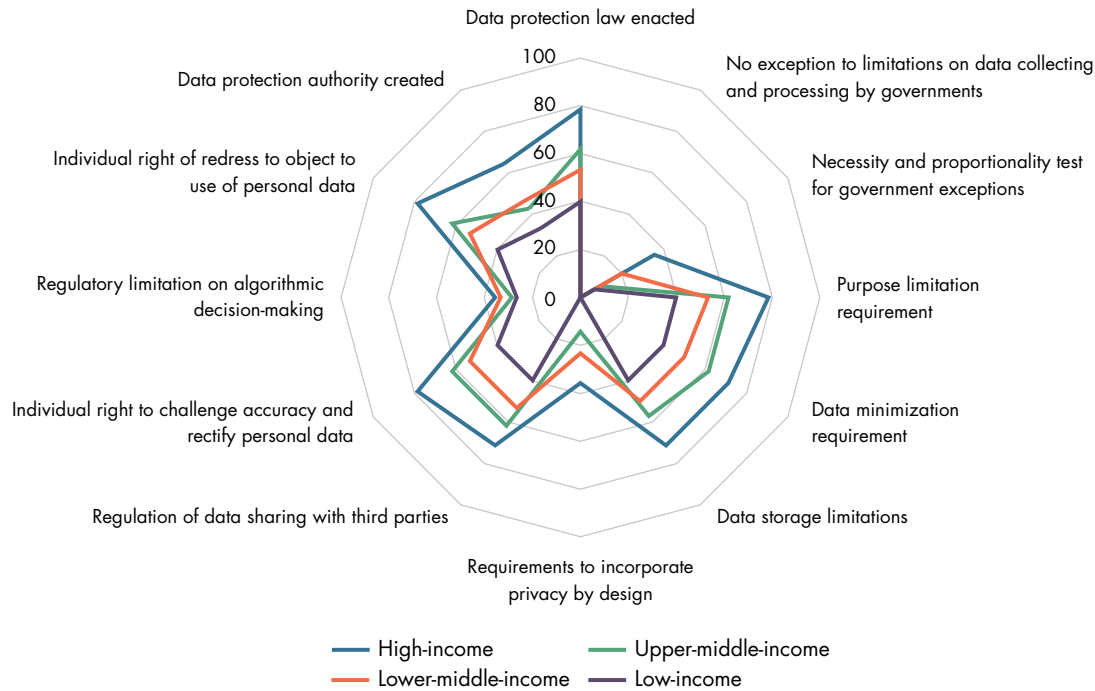 Data protection law enacted
No exception to limitations on data collecting
and processing by governments
Necessity and proportionality test
for government exceptions
Purpose limitation
requirement
Data minimization
requirement
Data storage limitations
Requirements to incorporate
privacy by design
Regulation of data sharing with third parties
Individual right to challenge accuracy and
rectify personal data
Regulatory limitation on algorithmic
decision-making
Individual right of redress to object to
use of personal data
Data protection authority created
100
80
60
40
20
0
High-income
Upper-middle-income
Lower-middle-income
Low-income